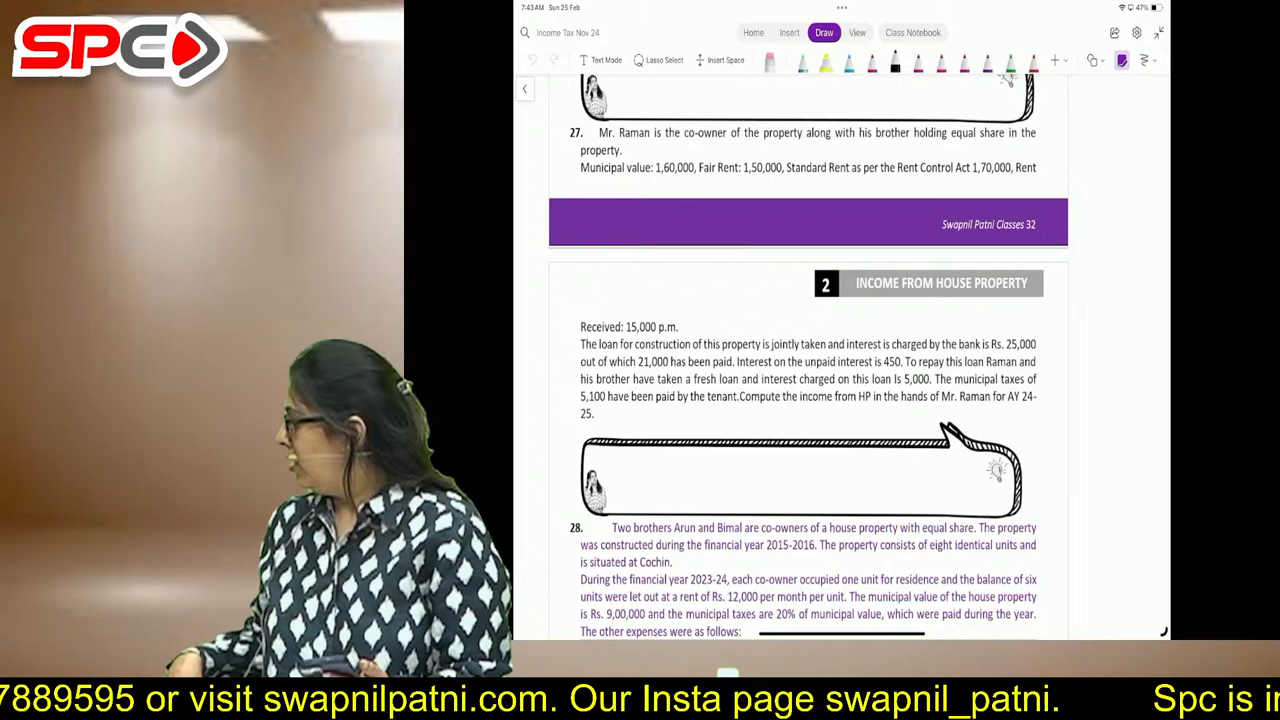 SPC
7:43 AM Sun 25 Feb
47%
Income Tax Nov 24
Home Insert Draw View Class Notebook
Text Mode Lasso Select Insert Space
27. Mr. Raman is the co-owner of the property along with his brother holding equal share in the
property.
Municipal value: 1,60,000, Fair Rent: 1,50,000, Standard Rent as per the Rent Control Act 1,70,000, Rent
Swapnil Patni Classes 32
2 INCOME FROM HOUSE PROPERTY
Received: 15,000 p.m.
The loan for construction of this property is jointly taken and interest is charged by the bank is Rs. 25,000
out of which 21,000 has been paid. Interest on the unpaid interest is 450. To repay this loan Raman and
his brother have taken a fresh loan and interest charged on this loan Is 5,000. The municipal taxes of
5,100 have been paid by the tenant.Compute the income from HP in the hands of Mr. Raman for AY 24-
25.
28. Two brothers Arun and Bimal are co-owners of a house property with equal share. The property
was constructed during the financial year 2015-2016. The property consists of eight identical units and
is situated at Cochin.
During the financial year 2023-24, each co-owner occupied one unit for residence and the balance of six
units were let out at a rent of Rs. 12,000 per month per unit. The municipal value of the house property
is Rs. 9,00,000 and the municipal taxes are 20% of municipal value, which were paid during the year.
The other expenses were as follows:
7889595 or visit swapnilpatni.com. Our Insta page swapnil_patni. Spc is in